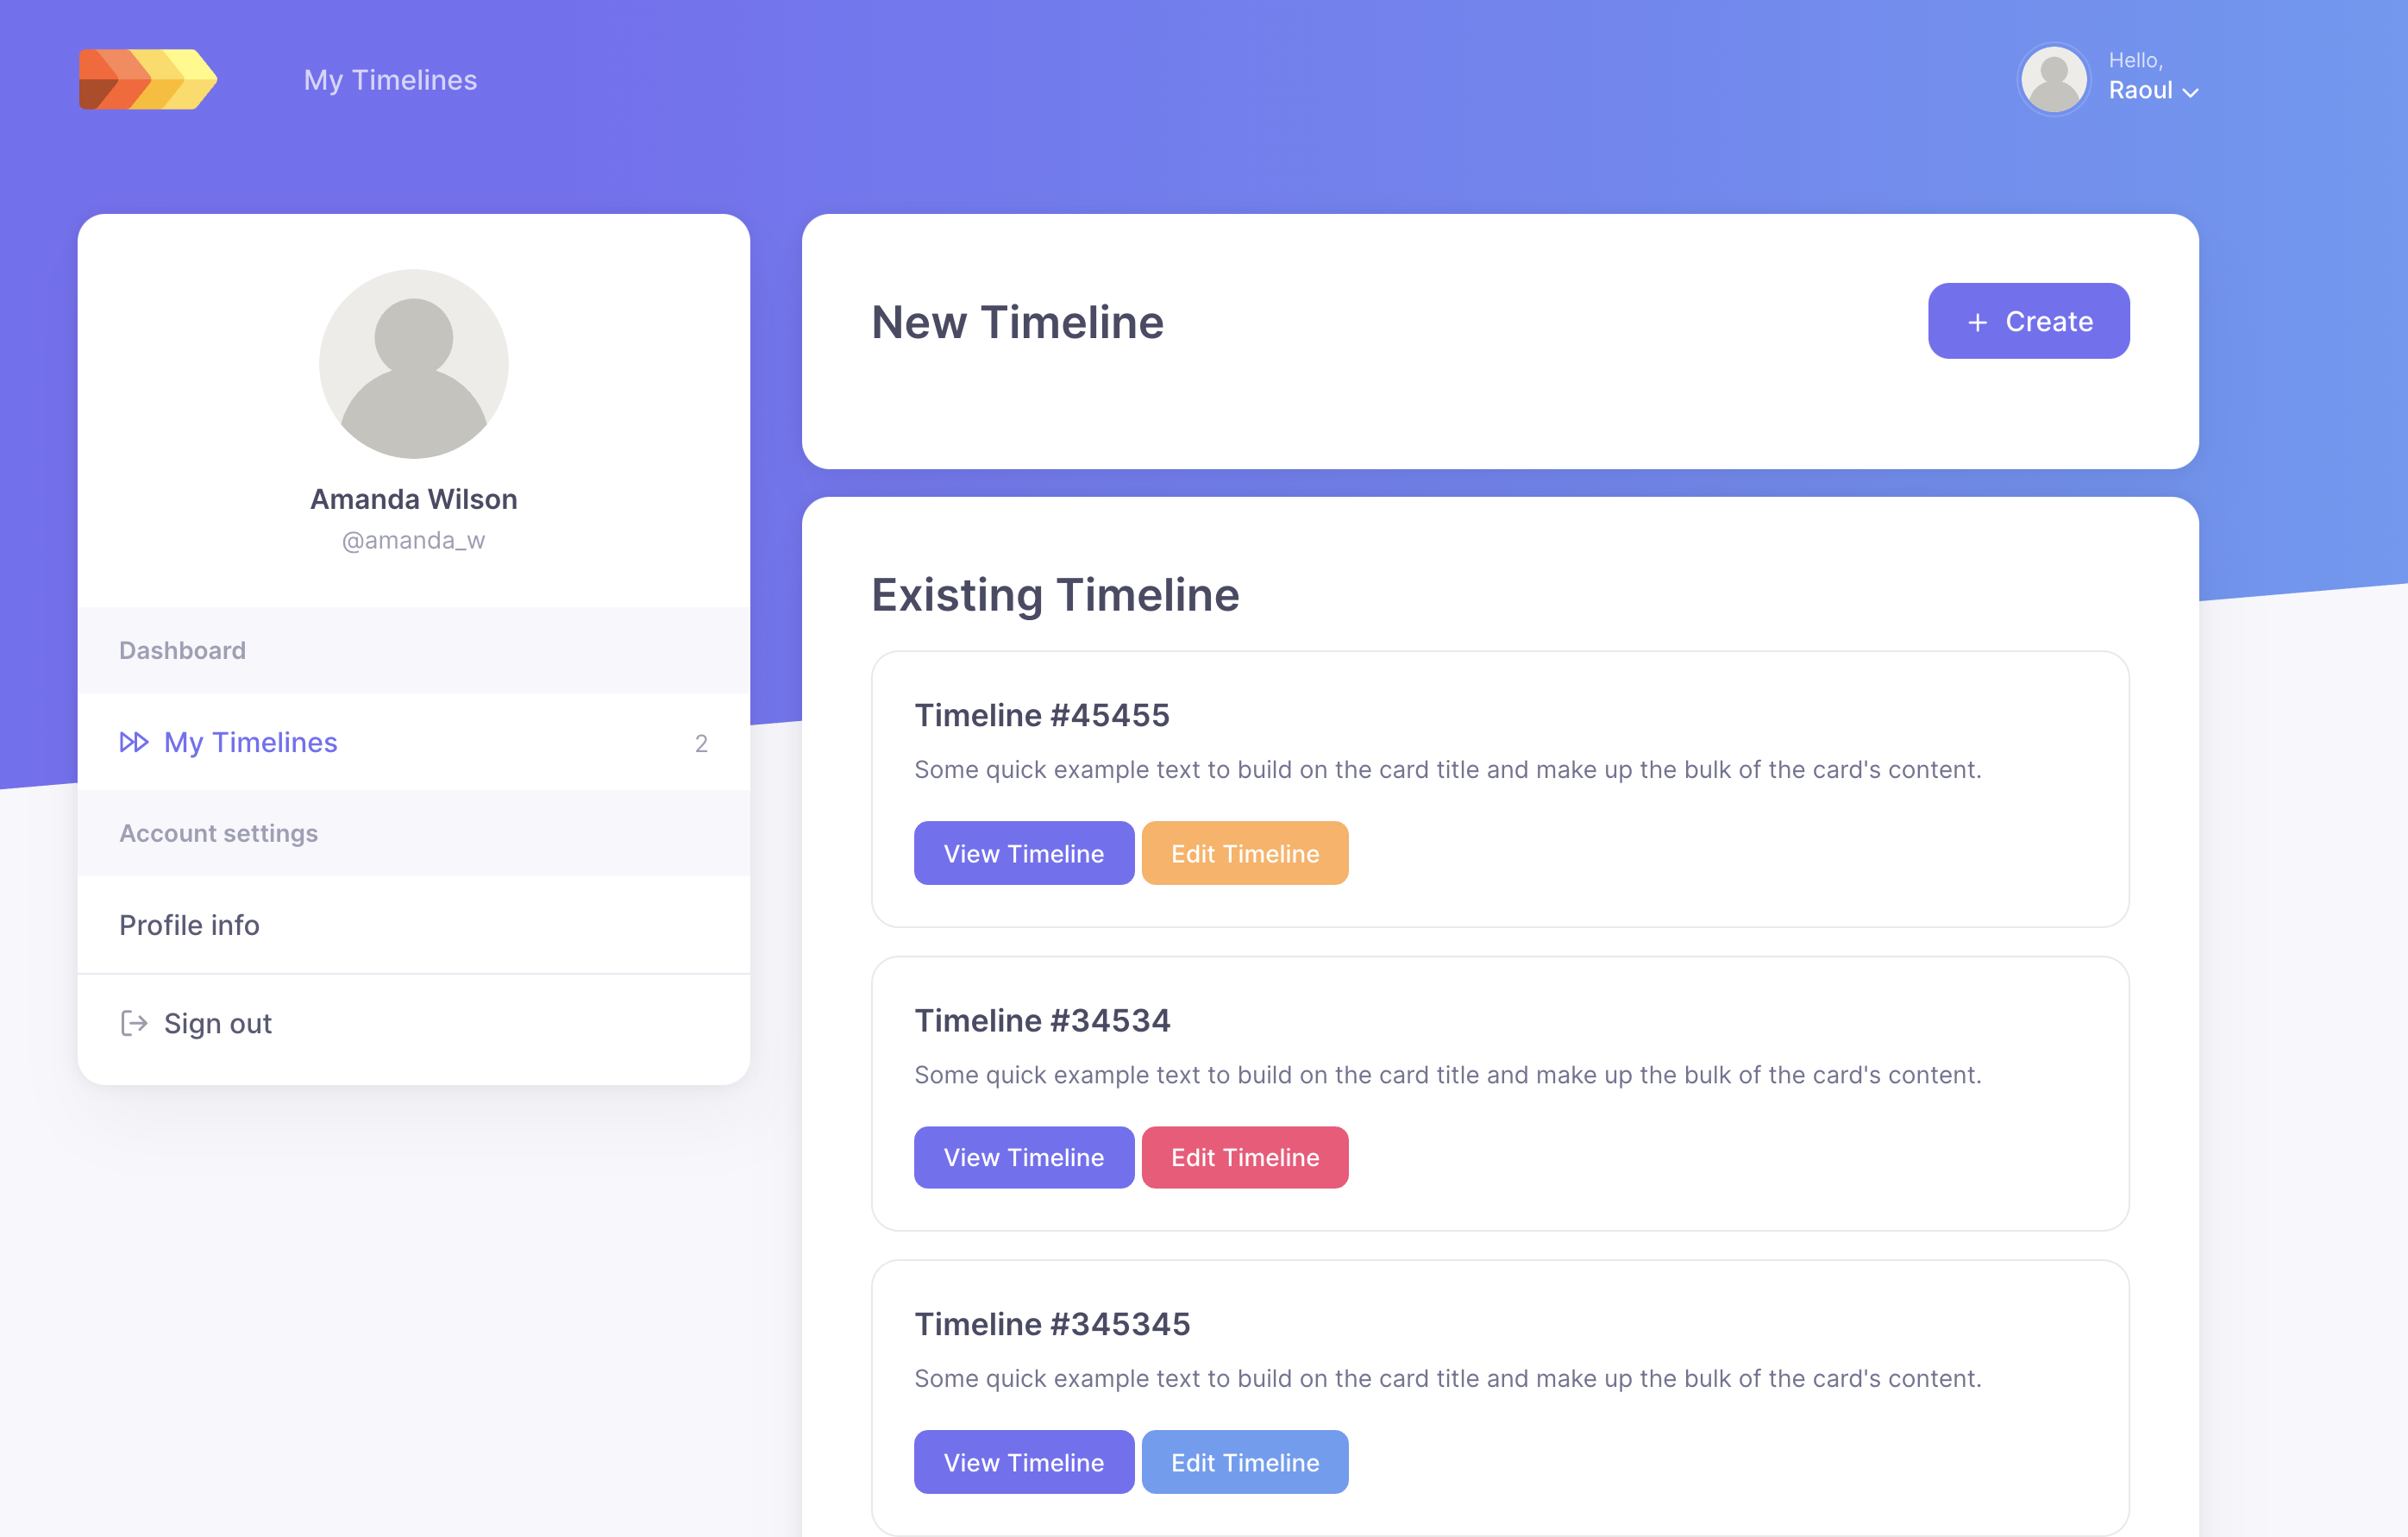 My Timelines
Hello,
Raoul
Amanda Wilson
@amanda_w
Dashboard
My Timelines 2
Account settings
Profile info
Sign out
New Timeline
+ Create
Existing Timeline
Timeline #45455
Some quick example text to build on the card title and make up the bulk of the card's content.
View Timeline Edit Timeline
Timeline #34534
Some quick example text to build on the card title and make up the bulk of the card's content.
View Timeline Edit Timeline
Timeline #345345
Some quick example text to build on the card title and make up the bulk of the card's content.
View Timeline Edit Timeline